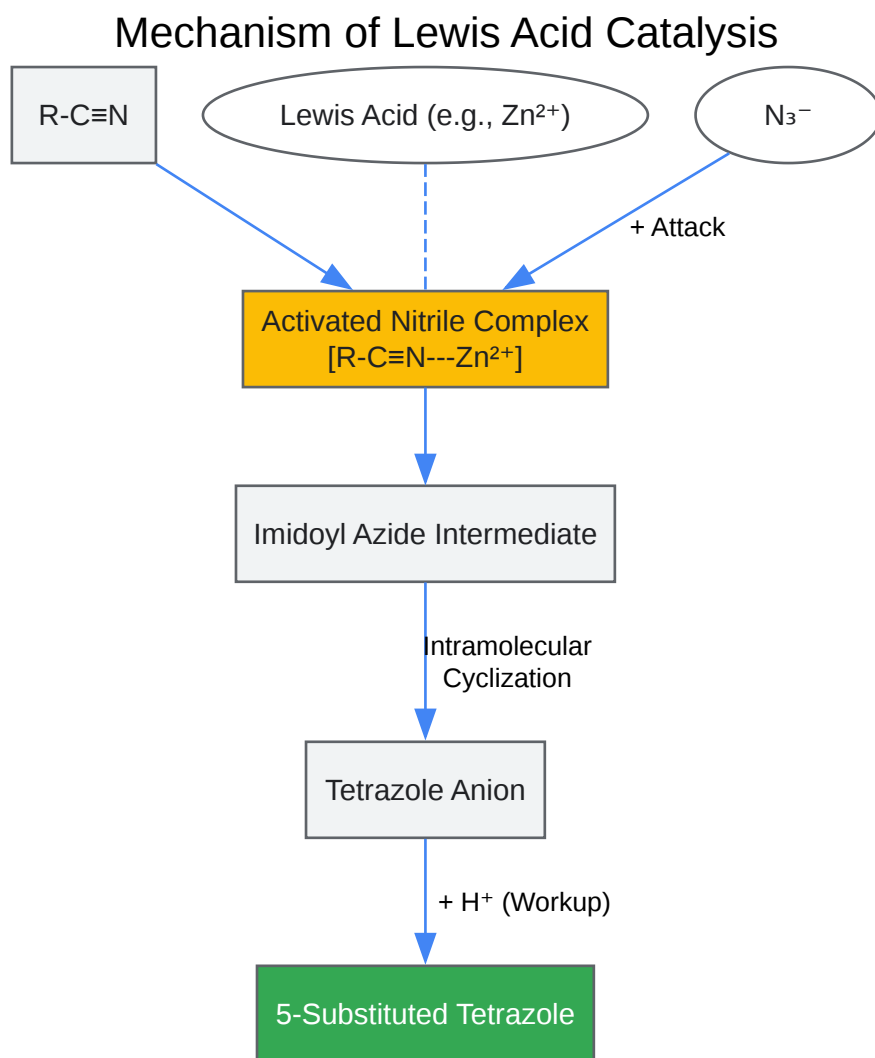 Mechanism of Lewis Acid Catalysis
R-C≡N
Lewis Acid (e.g., Zn²⁺)
N₃⁻
+ Attack
Activated Nitrile Complex
[R-C≡N---Zn²⁺]
Imidoyl Azide Intermediate
Intramolecular
Cyclization
Tetrazole Anion
+ H⁺ (Workup)
5-Substituted Tetrazole